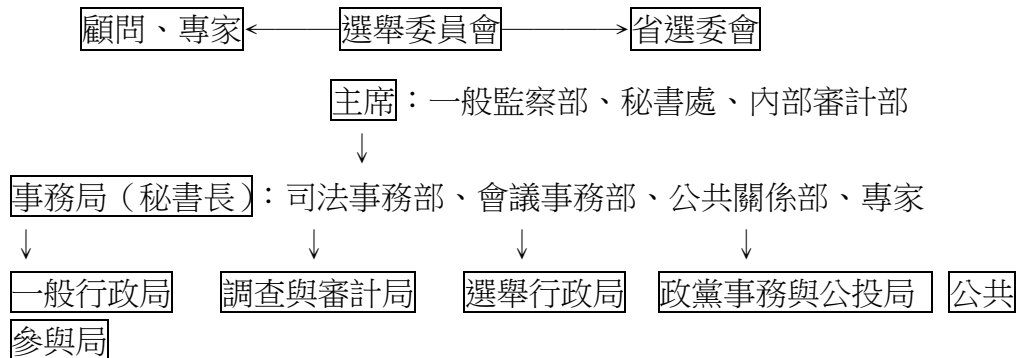 顧問、專家←———選舉委員會————→省選委會
主席：一般監察部、秘書處、內部審計部
↓
事務局（秘書長）：司法事務部、會議事務部、公共關係部、專家
↓ ↓ ↓ ↓
一般行政局 調查與審計局 選舉行政局 政黨事務與公投局 公共
參與局